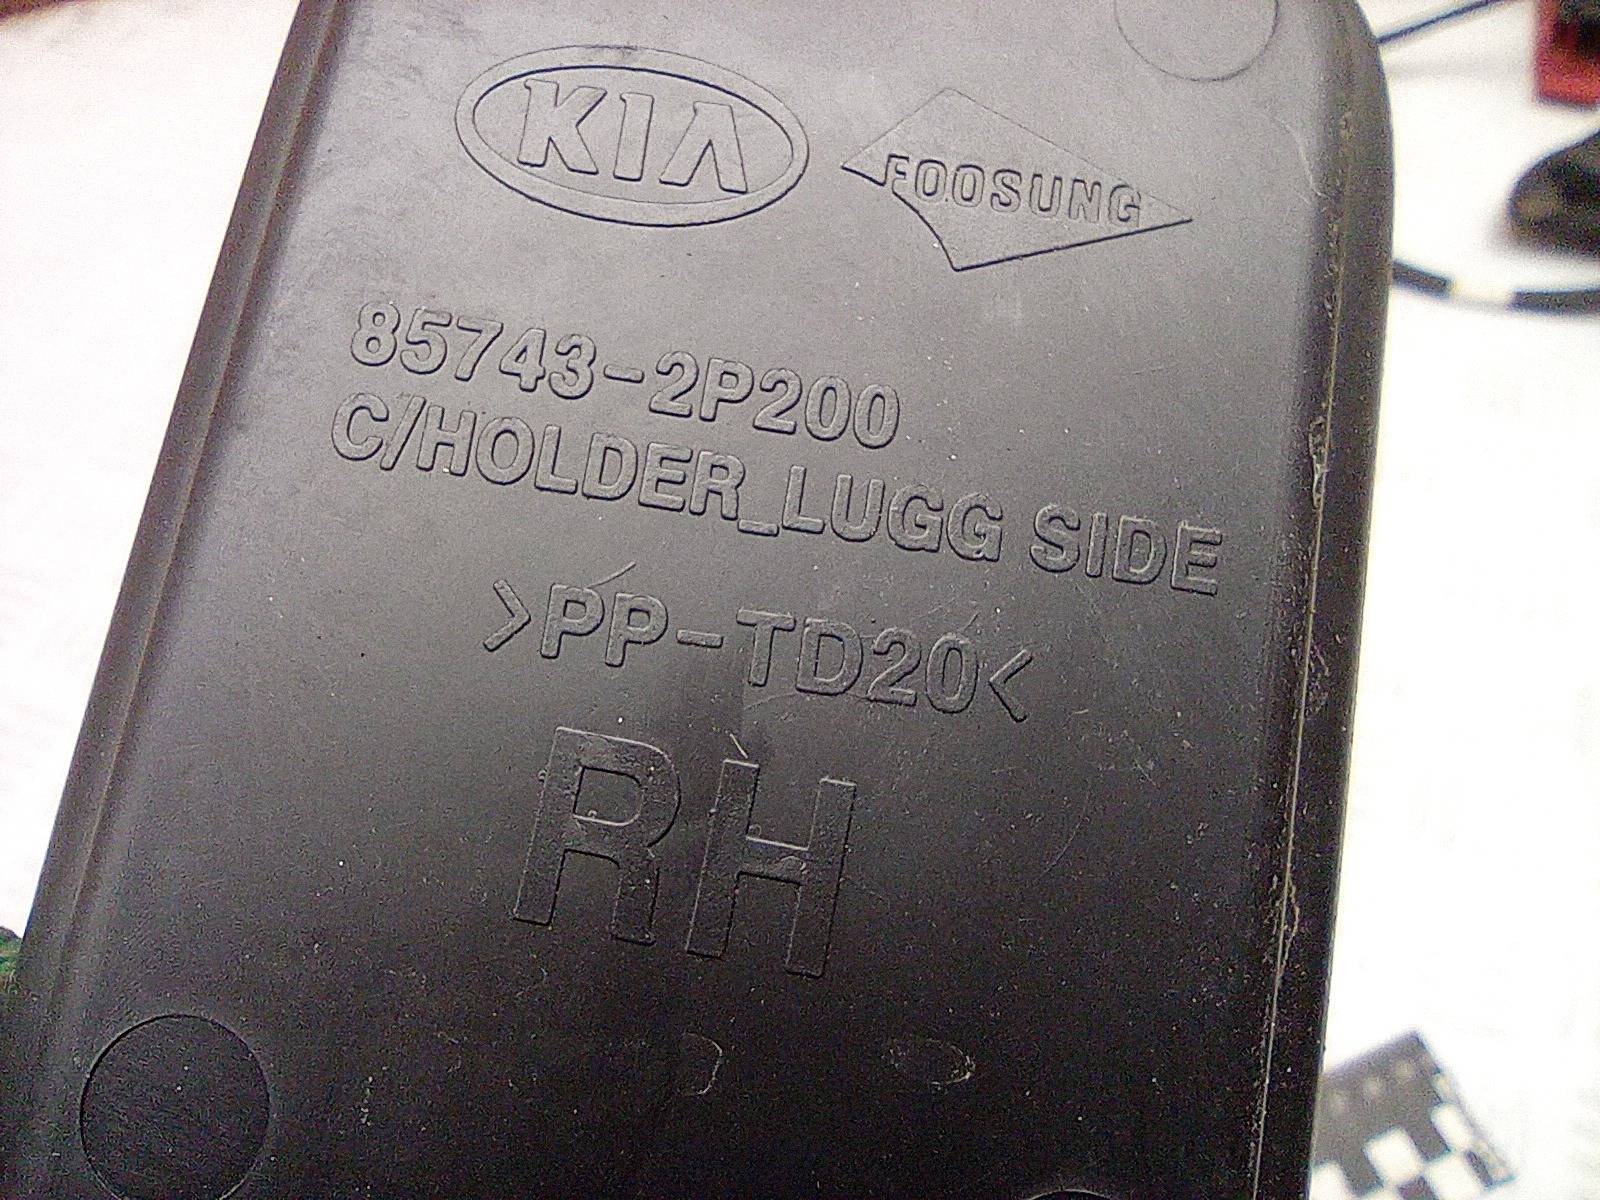 KIA
FOOSUNG
85743-2P200
C/HOLDER_LUGG SIDE
>PP-TD20<
RH